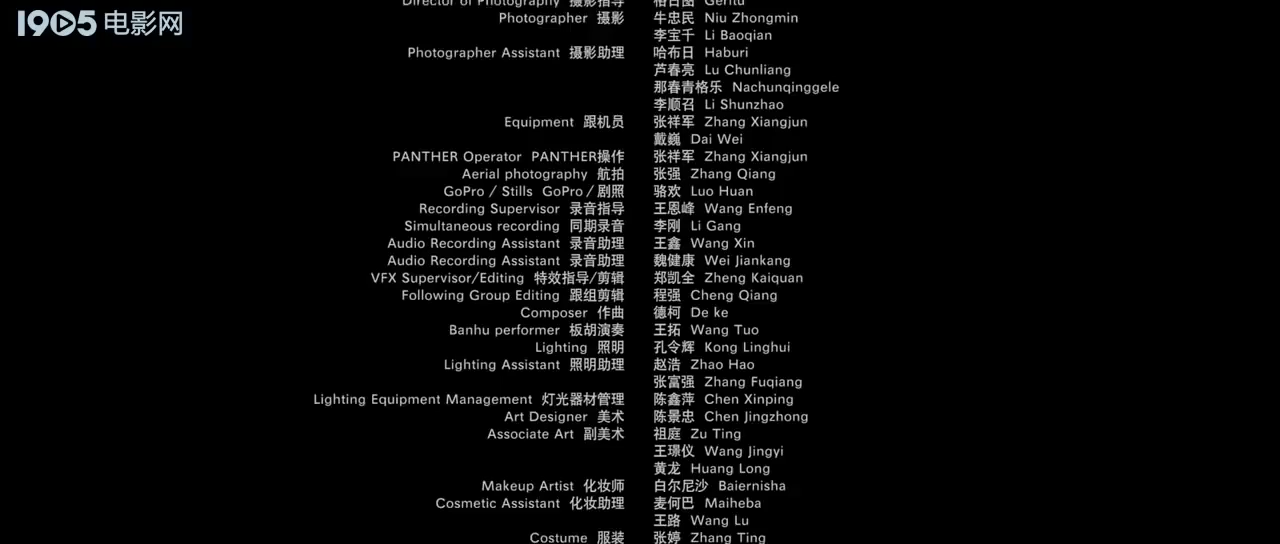 1905电影网
Director of Photography 摄影指导 格日图 Geritu
Photographer 摄影 牛忠民 Niu Zhongmin
李宝千 Li Baoqian
Photographer Assistant 摄影助理 哈布日 Haburi
芦春亮 Lu Chunliang
那春青格乐 Nachunqinggele
李顺召 Li Shunzhao
Equipment 跟机员 张祥军 Zhang Xiangjun
戴巍 Dai Wei
PANTHER Operator PANTHER操作 张祥军 Zhang Xiangjun
Aerial photography 航拍 张强 Zhang Qiang
GoPro / Stills GoPro / 剧照 骆欢 Luo Huan
Recording Supervisor 录音指导 王恩峰 Wang Enfeng
Simultaneous recording 同期录音 李刚 Li Gang
Audio Recording Assistant 录音助理 王鑫 Wang Xin
Audio Recording Assistant 录音助理 魏健康 Wei Jiankang
VFX Supervisor/Editing 特效指导/剪辑 郑凯全 Zheng Kaiquan
Following Group Editing 跟组剪辑 程强 Cheng Qiang
Composer 作曲 德柯 De ke
Banhu performer 板胡演奏 王拓 Wang Tuo
Lighting 照明 孔令辉 Kong Linghui
Lighting Assistant 照明助理 赵浩 Zhao Hao
张富强 Zhang Fuqiang
Lighting Equipment Management 灯光器材管理 陈鑫萍 Chen Xinping
Art Designer 美术 陈景忠 Chen Jingzhong
Associate Art 副美术 祖庭 Zu Ting
王璟仪 Wang Jingyi
黄龙 Huang Long
Makeup Artist 化妆师 白尔尼沙 Baiernisha
Cosmetic Assistant 化妆助理 麦何巴 Maiheba
王路 Wang Lu
Costume 服装 张婷 Zhang Ting